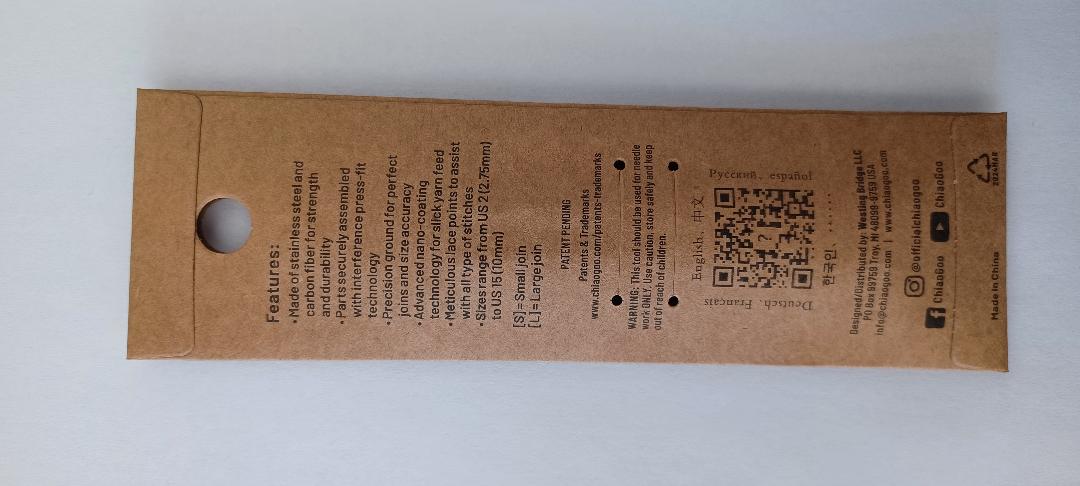 Features:
• Made of stainless steel and
carbon fiber for strength
and durability
• Parts securely assembled
with interference press-fit
technology
• Precision ground for perfect
joins and size accuracy
• Advanced nano-coating
technology for slick yarn feed
• Meticulous lace points to assist
with all type of stitches
• Sizes range from US 2 (2.75mm)
to US 15 (10mm)
[S] = Small join
[L] = Large join
PATENT PENDING
Patents & Trademarks
www.chiaogoo.com/patents-trademarks
WARNING: This tool should be used for needle
work ONLY. Use caution, store safely and keep
out of reach of children.
English, 中文,
Русский, español
Deutsch Français
한국인, ......
Designed/Distributed by: Westing Bridge LLC
PO Box 99759 Troy, MI 48099-9759 USA
info@chiaogoo.com | www.chiaogoo.com
@officialchiaogoo
ChiaoGoo ChiaoGoo
Made in China
2024MAR